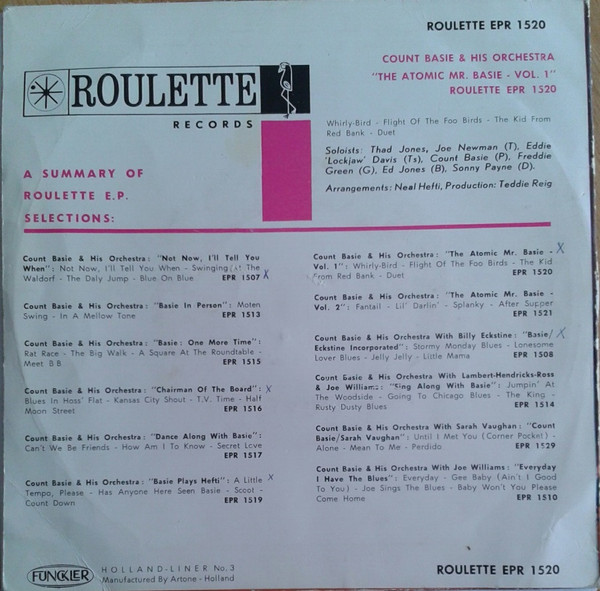 ROULETTE EPR 1520
ROULETTE
RECORDS
COUNT BASIE & HIS ORCHESTRA
"THE ATOMIC MR. BASIE - VOL. 1"
ROULETTE EPR 1520
Whirly-Bird - Flight Of The Foo Birds - The Kid From
Red Bank - Duet
Soloists: Thad Jones, Joe Newman (T), Eddie
'Lockjaw' Davis (Ts), Count Basie (P), Freddie
Green (G), Ed Jones (B), Sonny Payne (D).
Arrangements: Neal Hefti, Production: Teddie Reig
A SUMMARY OF
ROULETTE E.P.
SELECTIONS:
Count Basie & His Orchestra: "Not Now, I'll Tell You
When": Not Now, I'll Tell You When - Swinging At The
Waldorf - The Daly Jump - Blue On Blue EPR 1507 X
Count Basie & His Orchestra: "Basie In Person": Moten
Swing - In A Mellow Tone EPR 1513
Count Basie & His Orchestra: "Basie: One More Time":
Rat Race - The Big Walk - A Square At The Roundtable -
Meet B.B. EPR 1515
Count Basie & His Orchestra: "Chairman Of The Board": X
Blues In Hoss' Flat - Kansas City Shout - T.V. Time - Half
Moon Street EPR 1516
Count Basie & His Orchestra: "Dance Along With Basie":
Can't We Be Friends - How Am I To Know - Secret Love
EPR 1517
Count Basie & His Orchestra: "Basie Plays Hefti": A Little X
Tempo, Please - Has Anyone Here Seen Basie - Scoot -
Count Down EPR 1519
Count Basie & His Orchestra: "The Atomic Mr. Basie - X
Vol. 1": Whirly-Bird - Flight Of The Foo Birds - The Kid
From Red Bank - Duet EPR 1520
Count Basie & His Orchestra: "The Atomic Mr. Basie -
Vol. 2": Fantail - Lil' Darlin' - Splanky - After Supper
EPR 1521
Count Basie & His Orchestra With Billy Eckstine: "Basie/ X
Eckstine Incorporated": Stormy Monday Blues - Lonesome
Lover Blues - Jelly Jelly - Little Mama EPR 1508
Count Basie & His Orchestra With Lambert-Hendricks-Ross
& Joe Williams: "Sing Along With Basie": Jumpin' At
The Woodside - Going To Chicago Blues - The King -
Rusty Dusty Blues EPR 1514
Count Basie & His Orchestra With Sarah Vaughan: "Count
Basie/Sarah Vaughan": Until I Met You (Corner Pocket) -
Alone - Mean To Me - Perdido EPR 1529
Count Basie & His Orchestra With Joe Williams: "Everyday
I Have The Blues": Everyday - Gee Baby (Ain't I Good
To You) - Joe Sings The Blues - Baby Won't You Please
Come Home EPR 1510
FUNCKLER
HOLLAND-LINER No. 3
Manufactured By Artone - Holland
ROULETTE EPR 1520